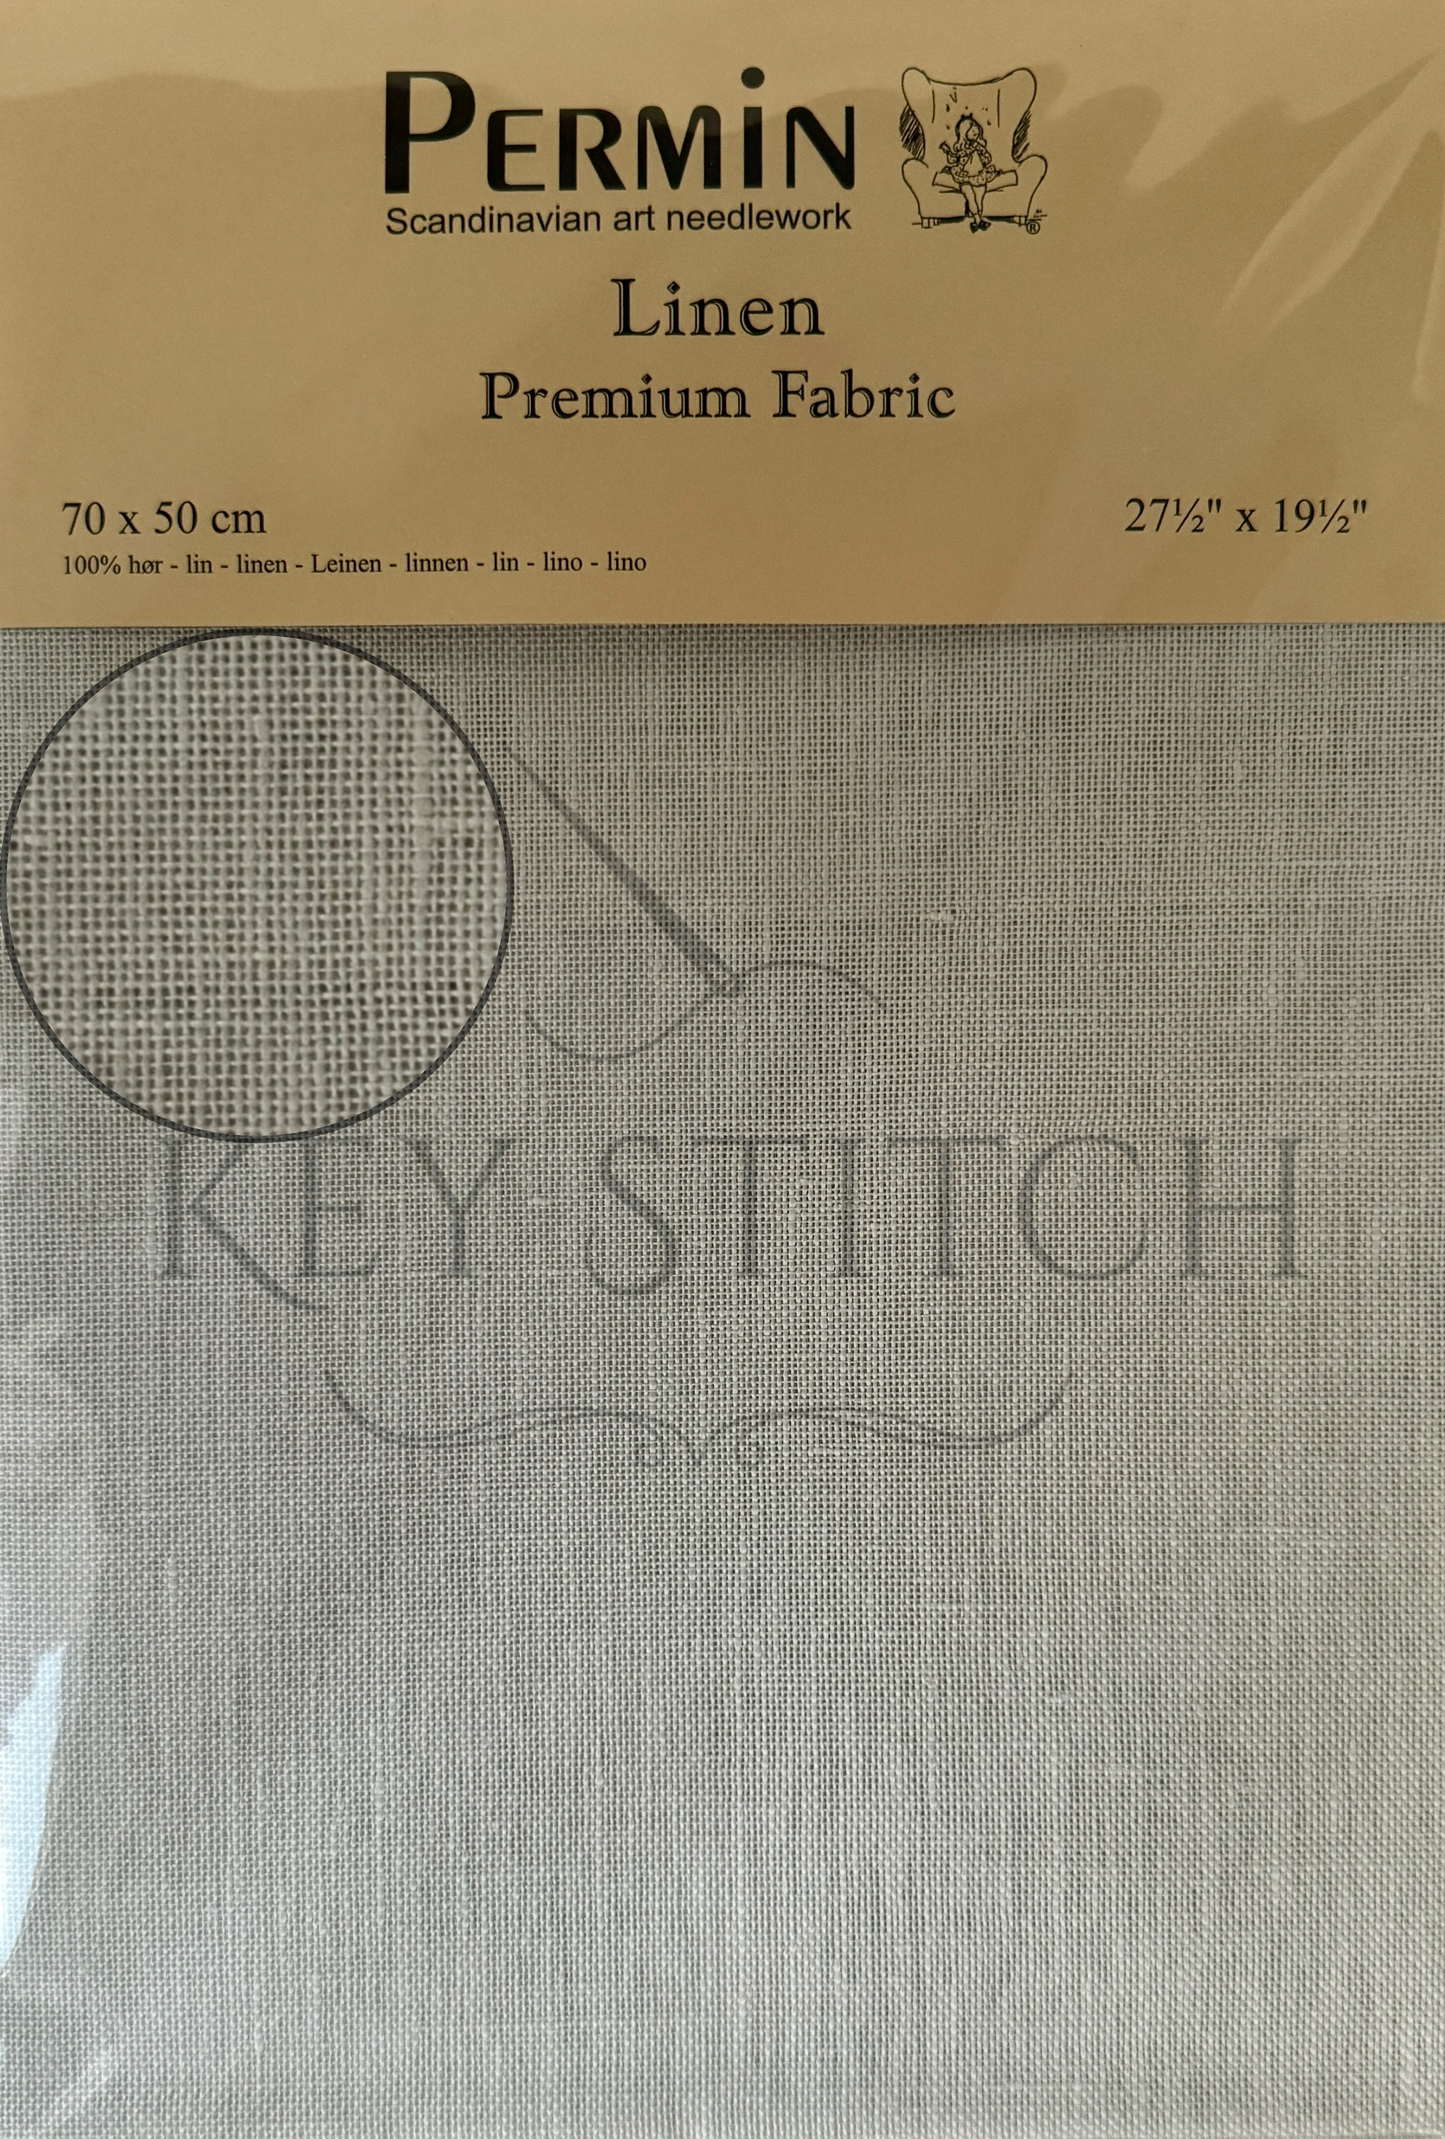 PERMIN
Scandinavian art needlework
®
Linen
Premium Fabric
70 x 50 cm
27½" x 19½"
100% hør - lin - linen - Leinen - linnen - lin - lino - lino
KEY-STITCH